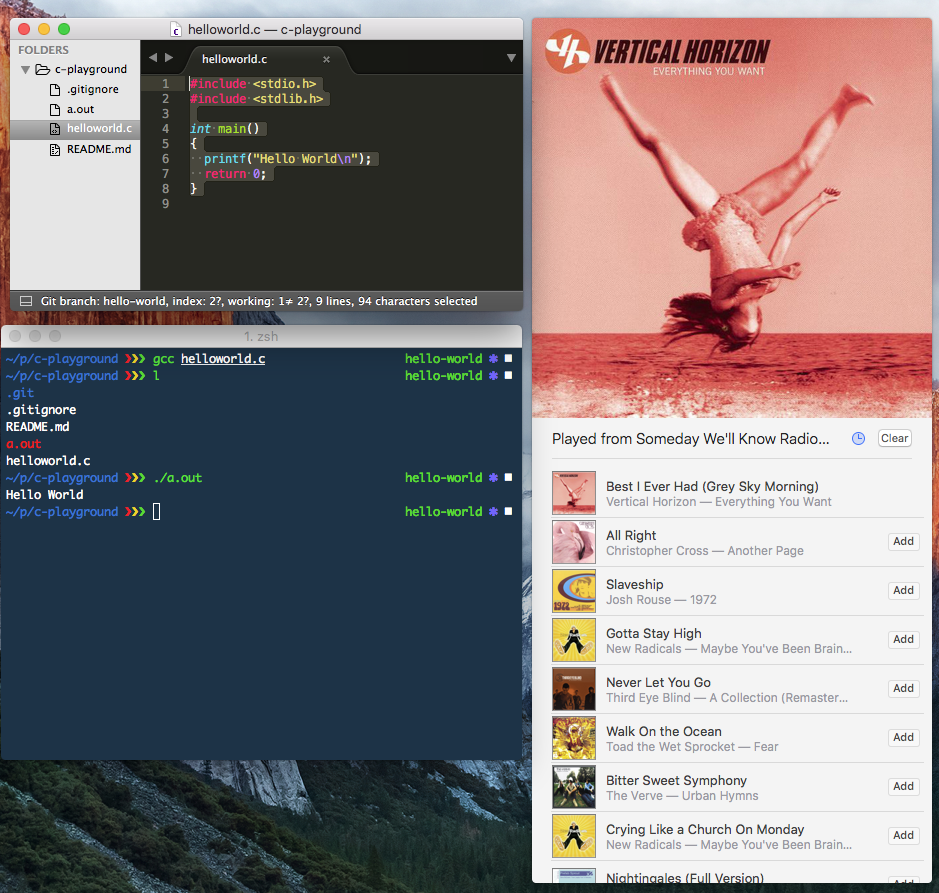 helloworld.c — c-playground
FOLDERS
c-playground
.gitignore
a.out
helloworld.c
README.md
helloworld.c ×
1 #include <stdio.h>
2 #include <stdlib.h>
3
4 int main()
5 {
6 printf("Hello World\n");
7 return 0;
8 }
9
Git branch: hello-world, index: 2?, working: 1≠ 2?, 9 lines, 94 characters selected
1. zsh
~/p/c-playground ❯❯❯ gcc helloworld.c hello-world ✱ ◼
~/p/c-playground ❯❯❯ l hello-world ✱ ◼
.git
.gitignore
README.md
a.out
helloworld.c
~/p/c-playground ❯❯❯ ./a.out hello-world ✱ ◼
Hello World
~/p/c-playground ❯❯❯ hello-world ✱ ◼
VERTICAL HORIZON
EVERYTHING YOU WANT
Played from Someday We'll Know Radio... Clear
Best I Ever Had (Grey Sky Morning)
Vertical Horizon — Everything You Want
All Right
Christopher Cross — Another Page
Add
Slaveship
Josh Rouse — 1972
Add
1972
Gotta Stay High
New Radicals — Maybe You've Been Brain...
Add
Never Let You Go
Third Eye Blind — A Collection (Remaster...
Add
Walk On the Ocean
Toad the Wet Sprocket — Fear
Add
Bitter Sweet Symphony
The Verve — Urban Hymns
Add
Crying Like a Church On Monday
New Radicals — Maybe You've Been Brain...
Add
Nightingales (Full Version)
Add